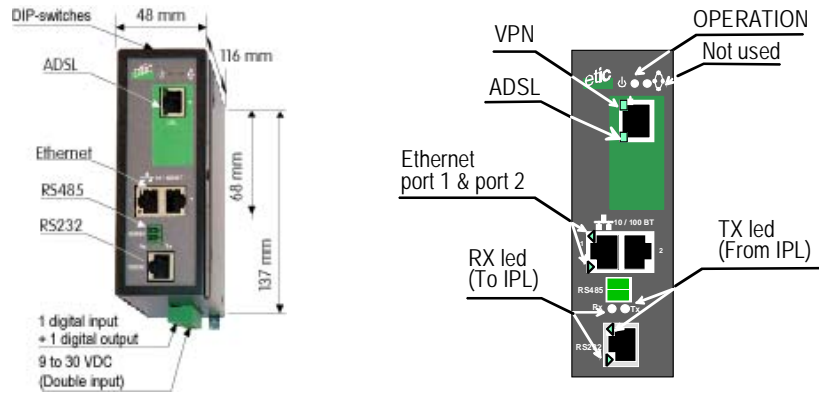 DIP-switches
48 mm
116 mm
ADSL
etic
Ethernet
RS485
RS232
68 mm
137 mm
1 digital input
+ 1 digital output
9 to 30 VDC
(Double input)
OPERATION
VPN
Not used
etic
ADSL
Ethernet
port 1 & port 2
10 / 100 BT
1
2
TX led
(From IPL)
RX led
(To IPL)
RS485
Rx
Tx
RS232